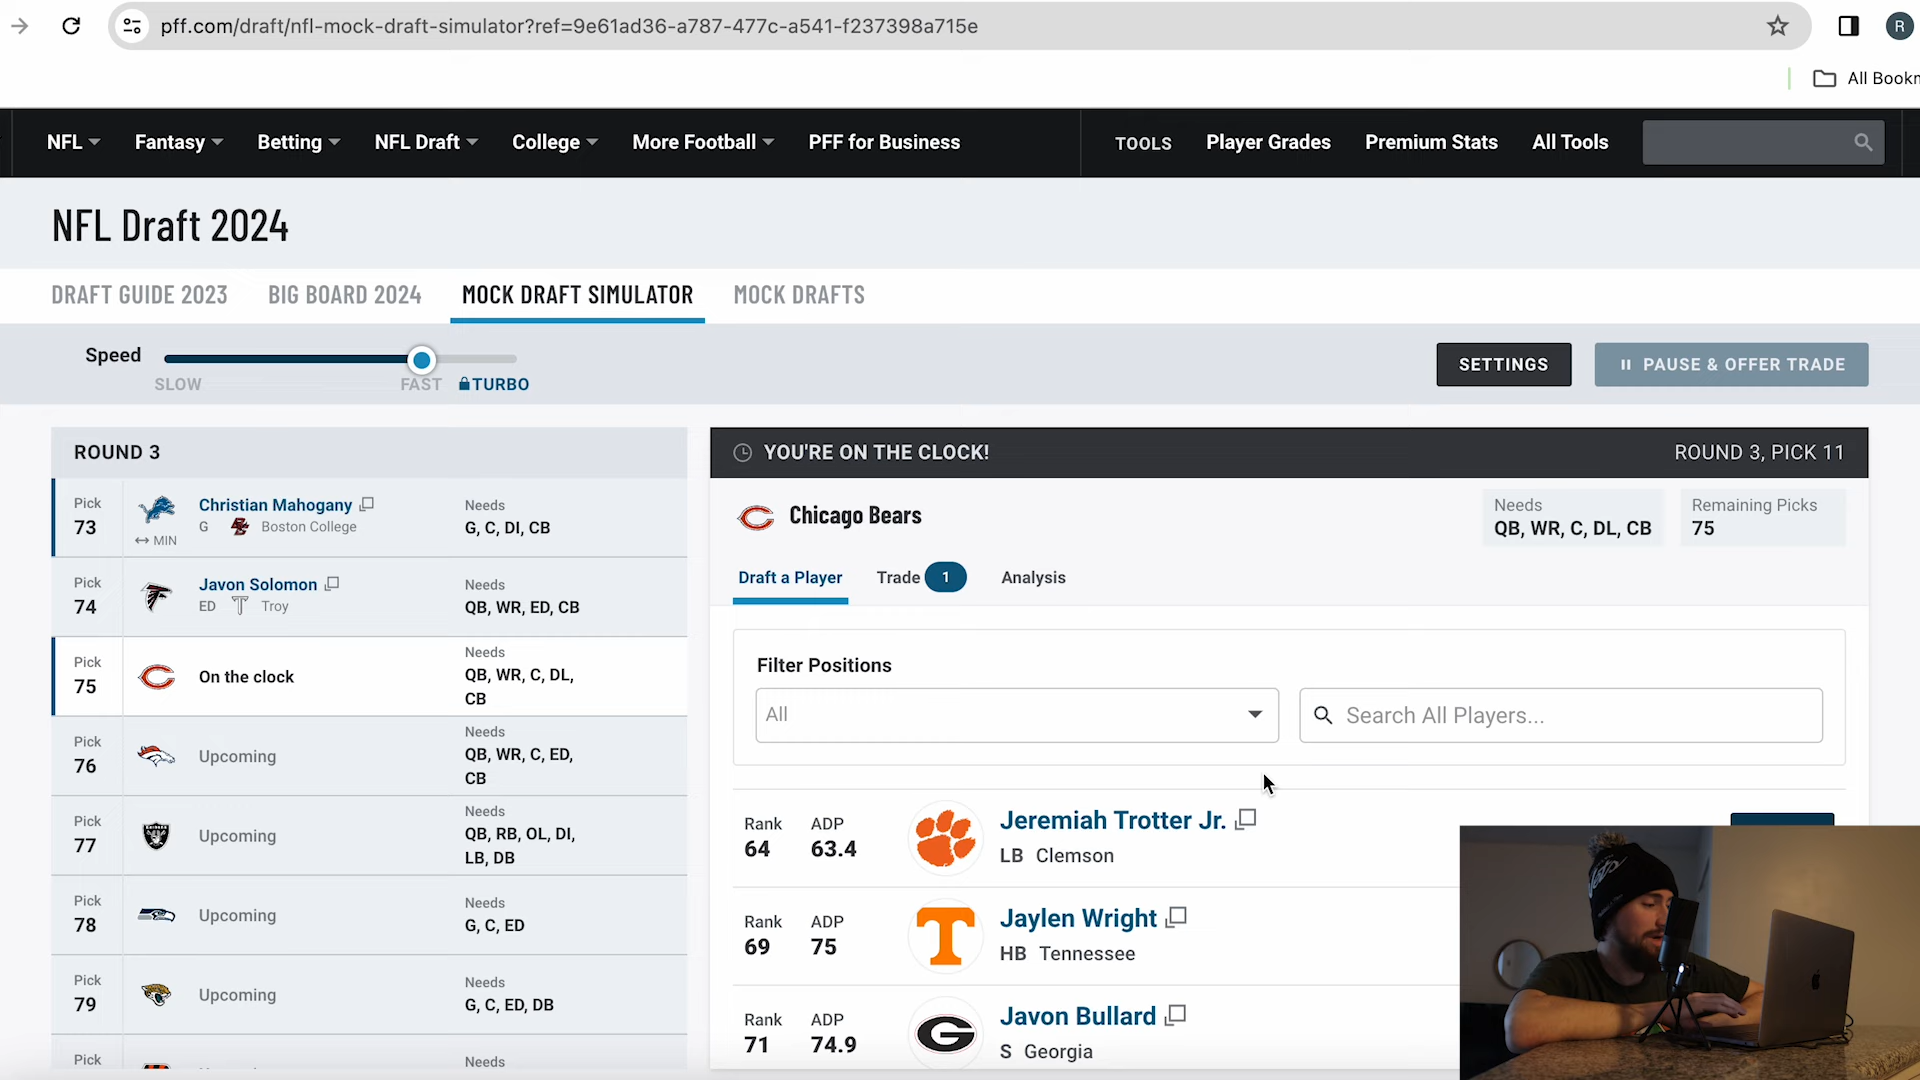 pff.com/draft/nfl-mock-draft-simulator?ref=9e61ad36-a787-477c-a541-f237398a715e
R
All Bookm
NFL Fantasy Betting NFL Draft College More Football PFF for Business
TOOLS Player Grades Premium Stats All Tools
NFL Draft 2024
DRAFT GUIDE 2023 BIG BOARD 2024 MOCK DRAFT SIMULATOR MOCK DRAFTS
Speed
SLOW FAST TURBO
SETTINGS
PAUSE & OFFER TRADE
ROUND 3
Pick
73
MIN
Christian Mahogany
G Boston College
Needs
G, C, DI, CB
Pick
74
Javon Solomon
ED Troy
Needs
QB, WR, ED, CB
Pick
75
On the clock
Needs
QB, WR, C, DL,
CB
Pick
76
Upcoming
Needs
QB, WR, C, ED,
CB
Pick
77
Upcoming
Needs
QB, RB, OL, DI,
LB, DB
Pick
78
Upcoming
Needs
G, C, ED
Pick
79
Upcoming
Needs
G, C, ED, DB
Pick
Needs
YOU'RE ON THE CLOCK!
ROUND 3, PICK 11
Chicago Bears
Needs
QB, WR, C, DL, CB
Remaining Picks
75
Draft a Player Trade 1 Analysis
Filter Positions
All
Search All Players...
Rank
64
ADP
63.4
Jeremiah Trotter Jr.
LB Clemson
Rank
69
ADP
75
Jaylen Wright
HB Tennessee
Rank
71
ADP
74.9
Javon Bullard
S Georgia